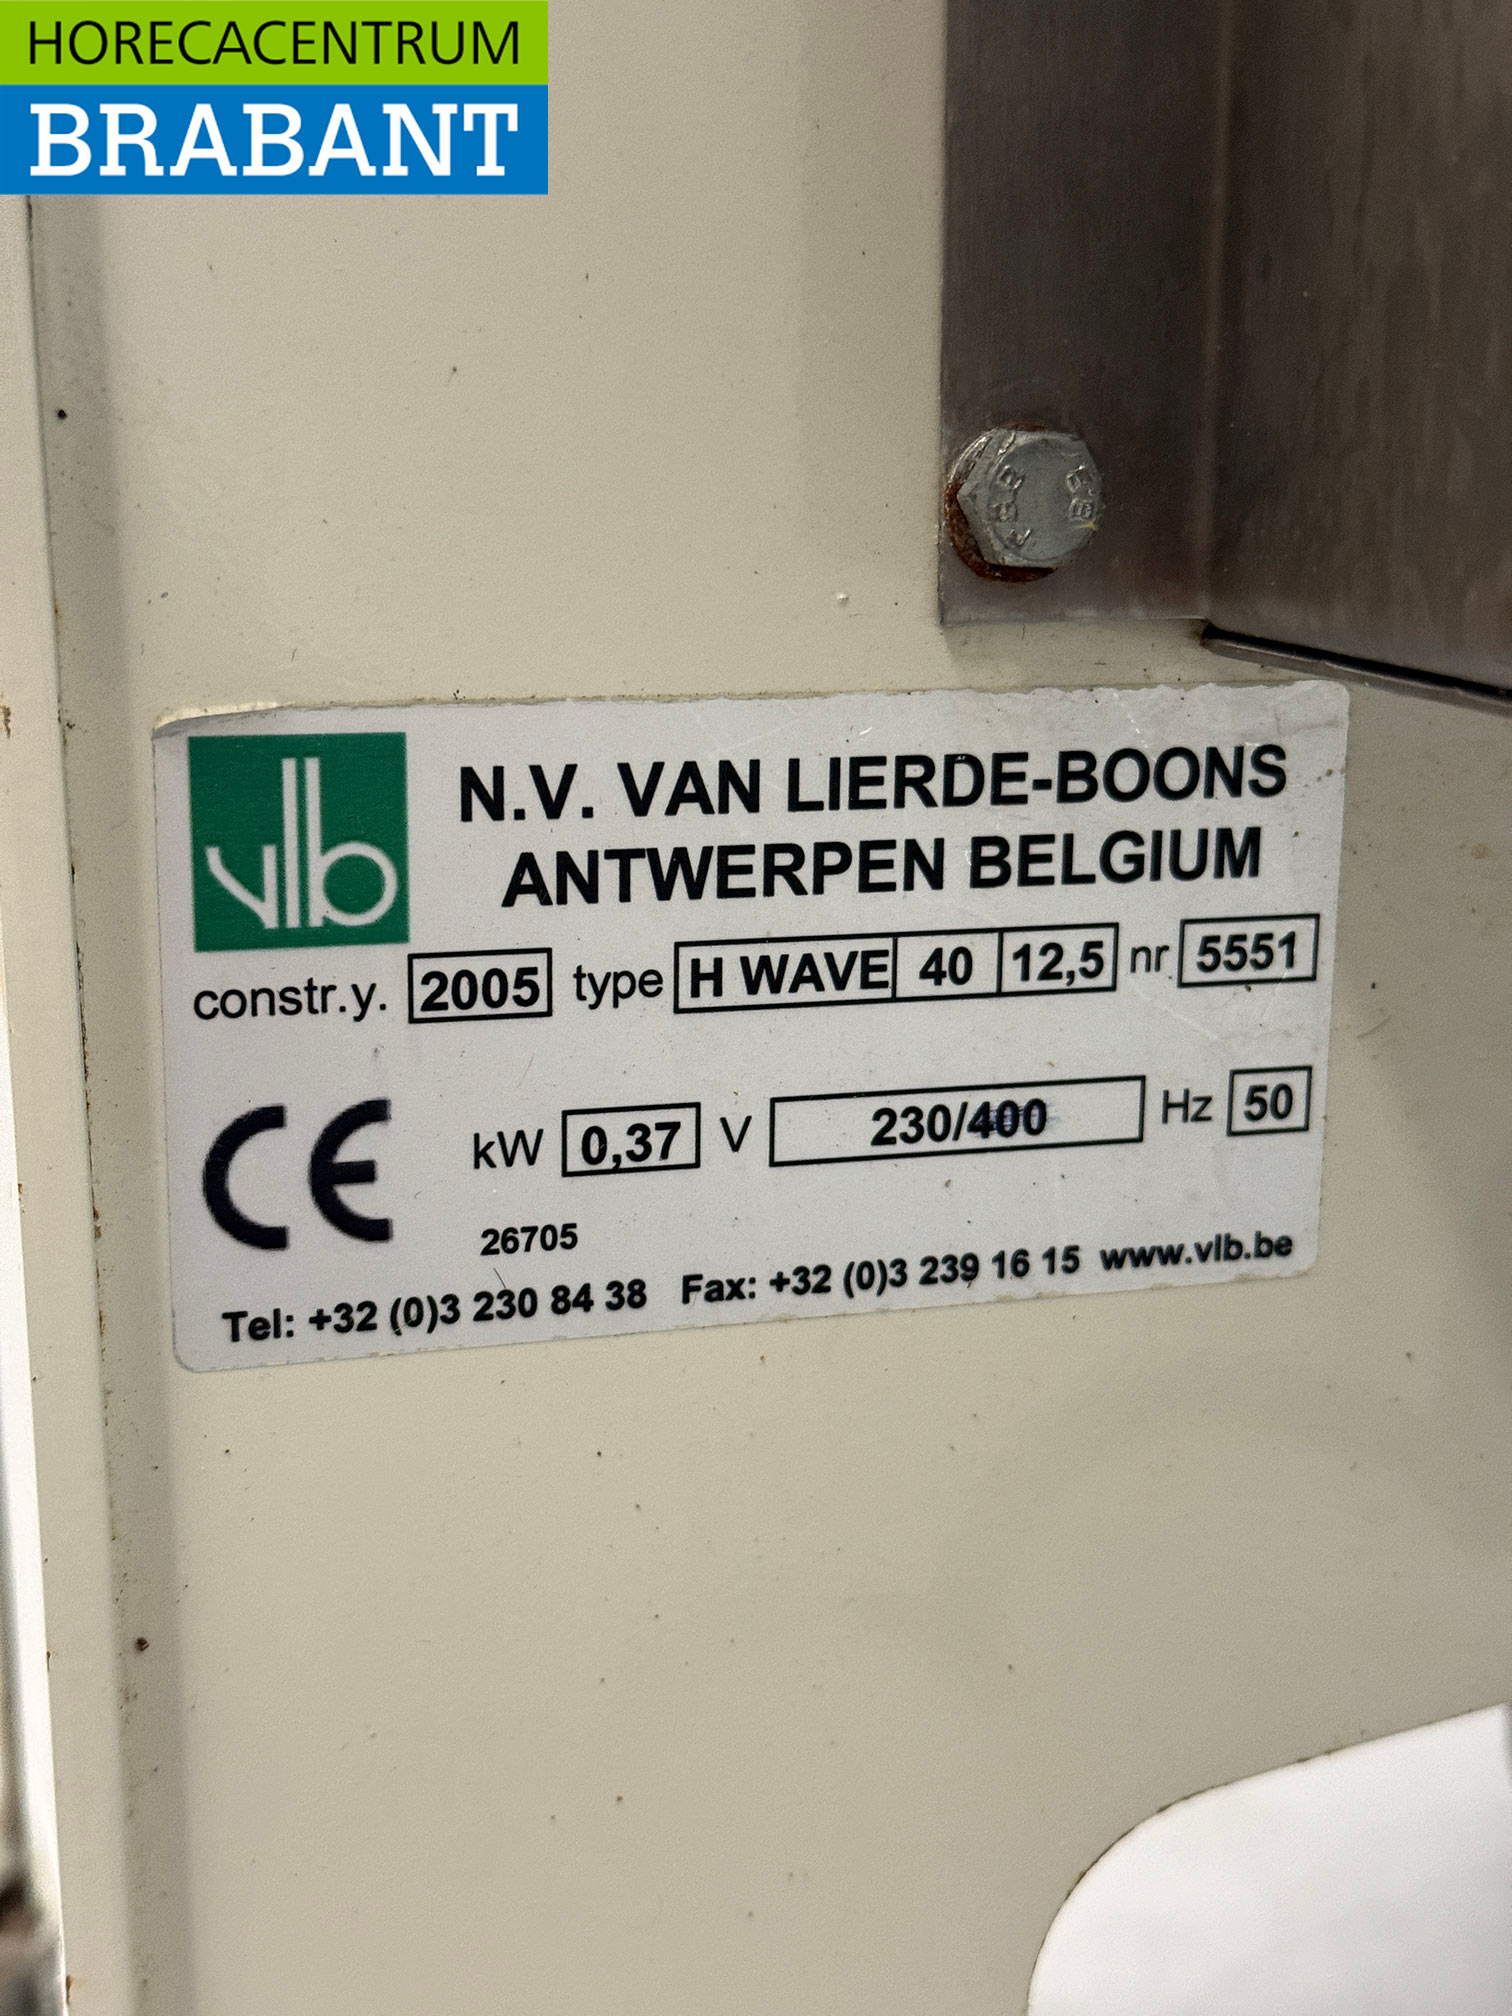 HORECACENTRUM
BRABANT
vlb
N.V. VAN LIERDE-BOONS
ANTWERPEN BELGIUM
constr.y. 2005 type H WAVE 40 12,5 nr 5551
CE kW 0,37 V 230/400 Hz 50
26705
Tel: +32 (0)3 230 84 38 Fax: +32 (0)3 239 16 15 www.vlb.be